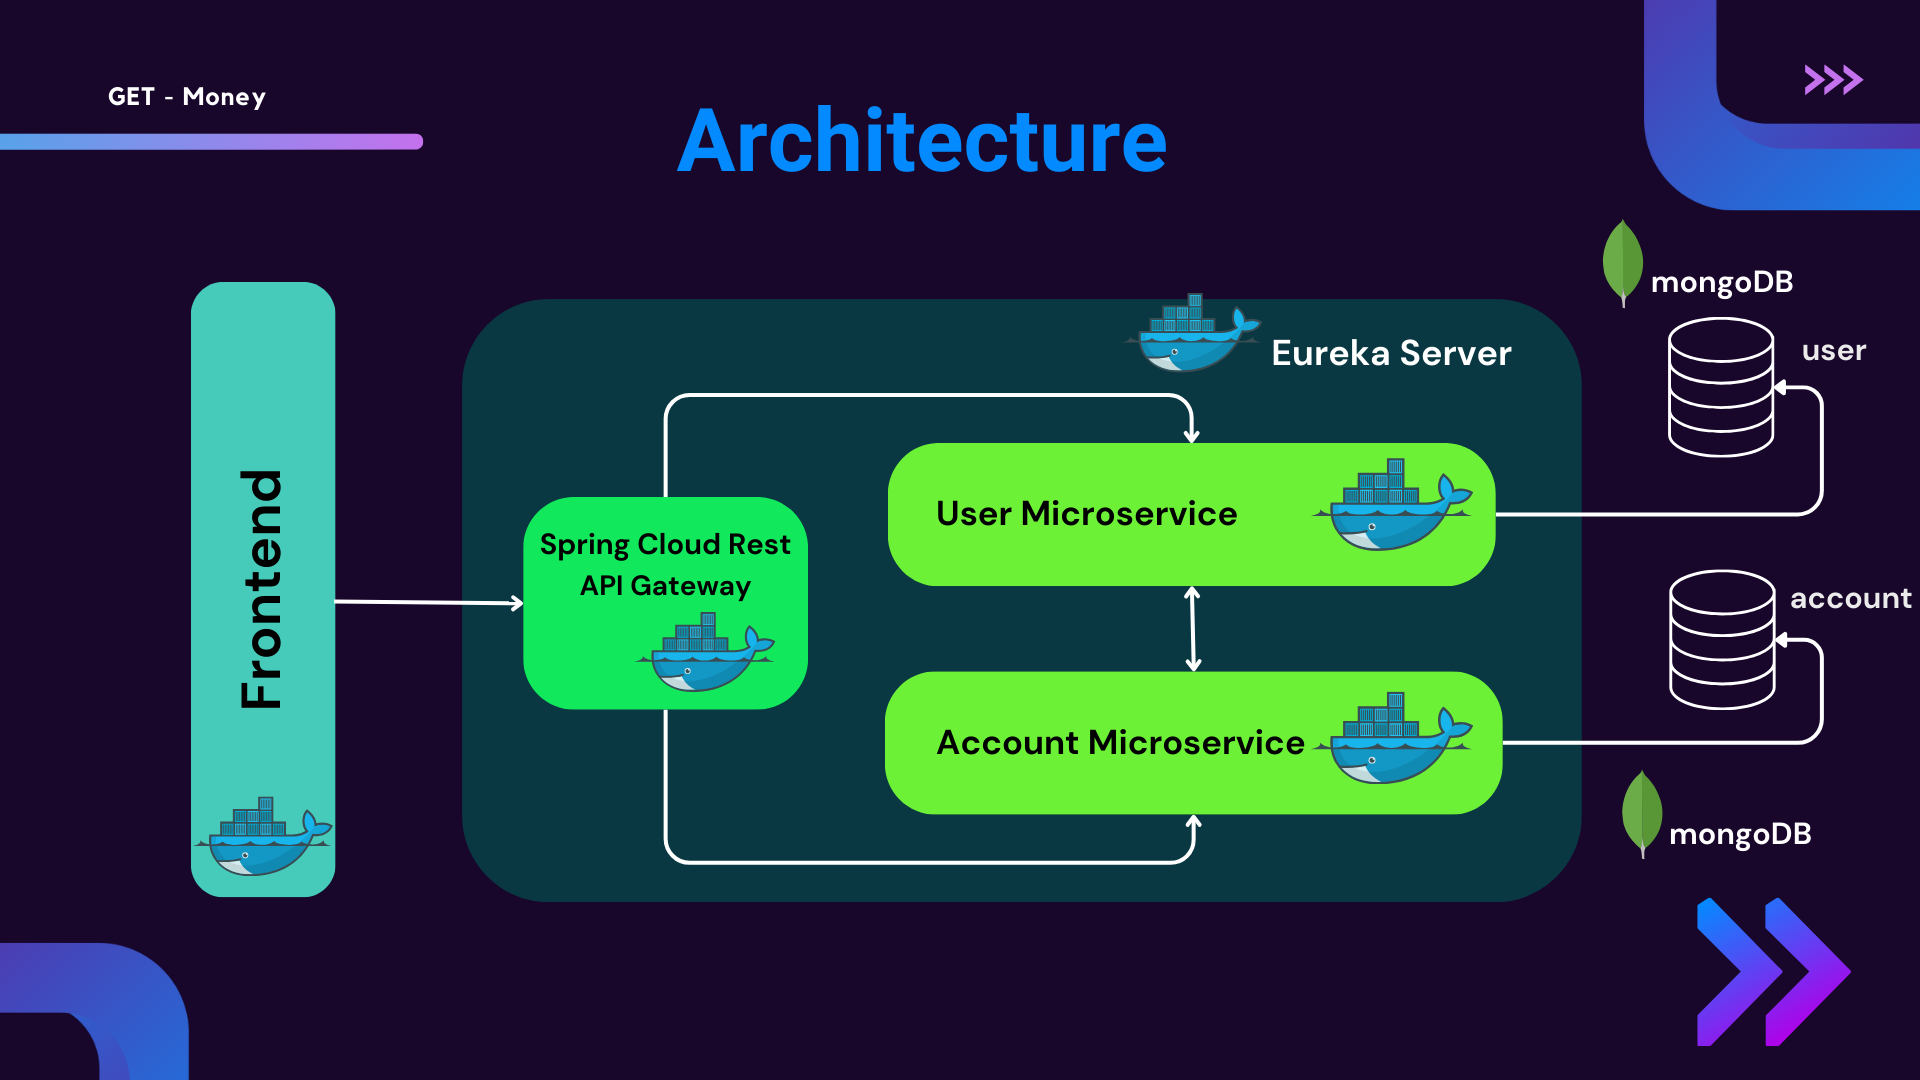 GET - Money
Architecture
mongoDB
user
Eureka Server
User Microservice
Spring Cloud Rest
API Gateway
Frontend
account
Account Microservice
mongoDB